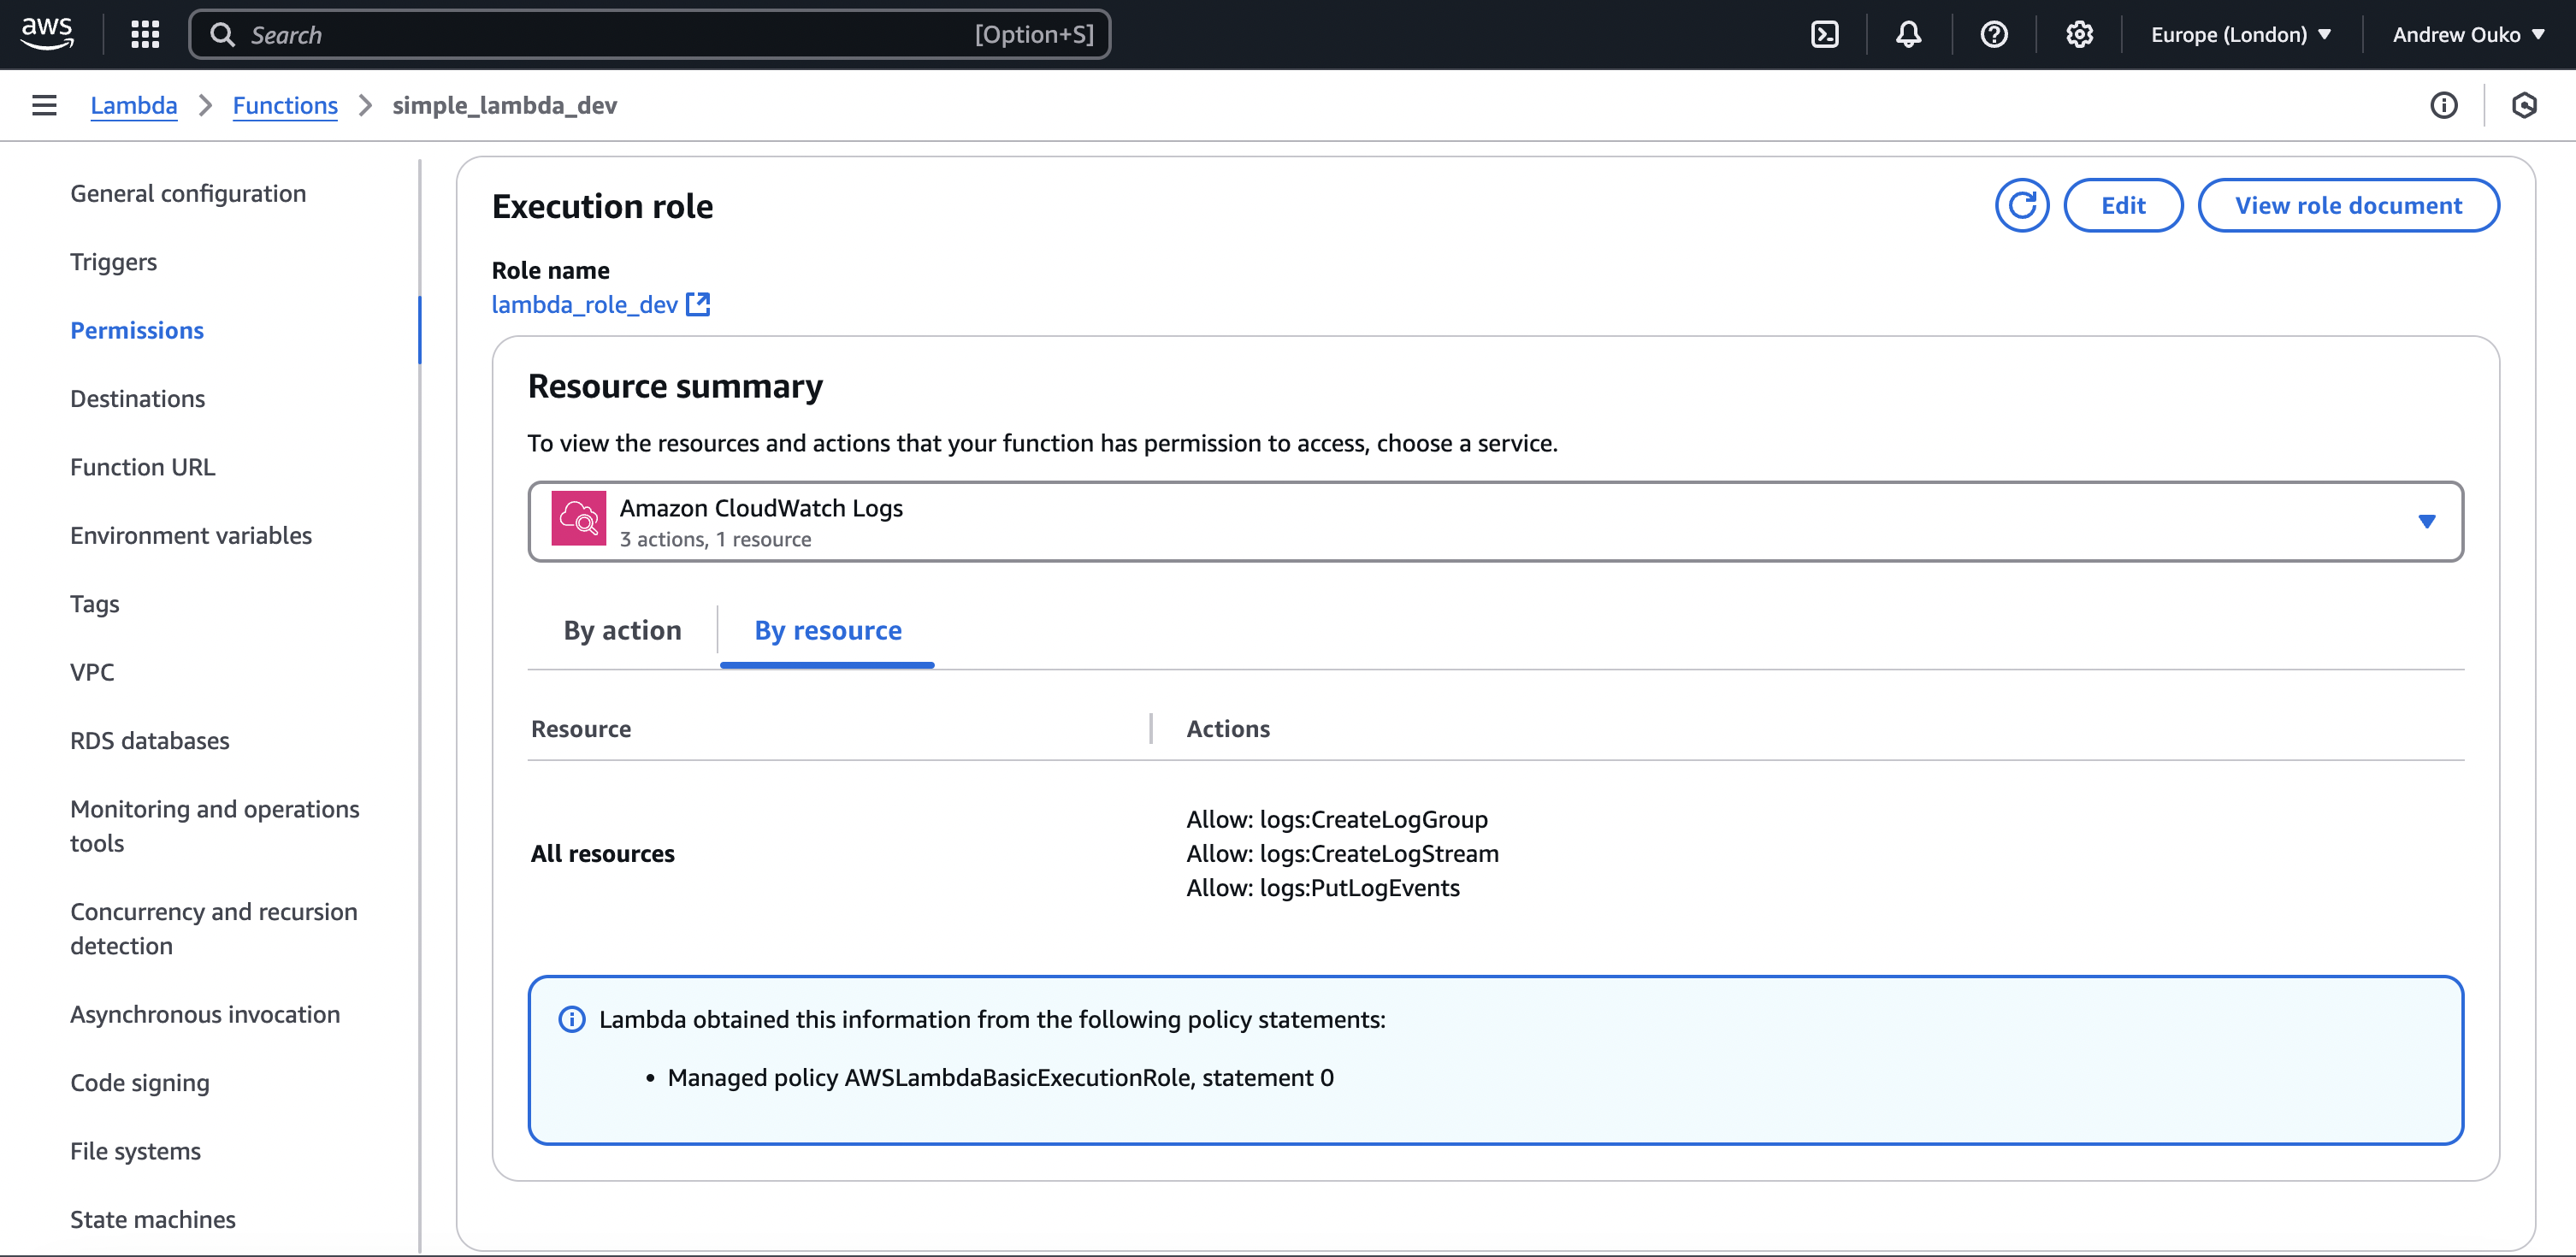 aws
Search
[Option+S]
Europe (London)
Andrew Ouko
Lambda
Functions
simple_lambda_dev
General configuration
Triggers
Permissions
Destinations
Function URL
Environment variables
Tags
VPC
RDS databases
Monitoring and operations
tools
Concurrency and recursion
detection
Asynchronous invocation
Code signing
File systems
State machines
Execution role
Edit
View role document
Role name
lambda_role_dev
Resource summary
To view the resources and actions that your function has permission to access, choose a service.
Amazon CloudWatch Logs
3 actions, 1 resource
By action
By resource
Resource
Actions
All resources
Allow: logs:CreateLogGroup
Allow: logs:CreateLogStream
Allow: logs:PutLogEvents
Lambda obtained this information from the following policy statements:
• Managed policy AWSLambdaBasicExecutionRole, statement 0